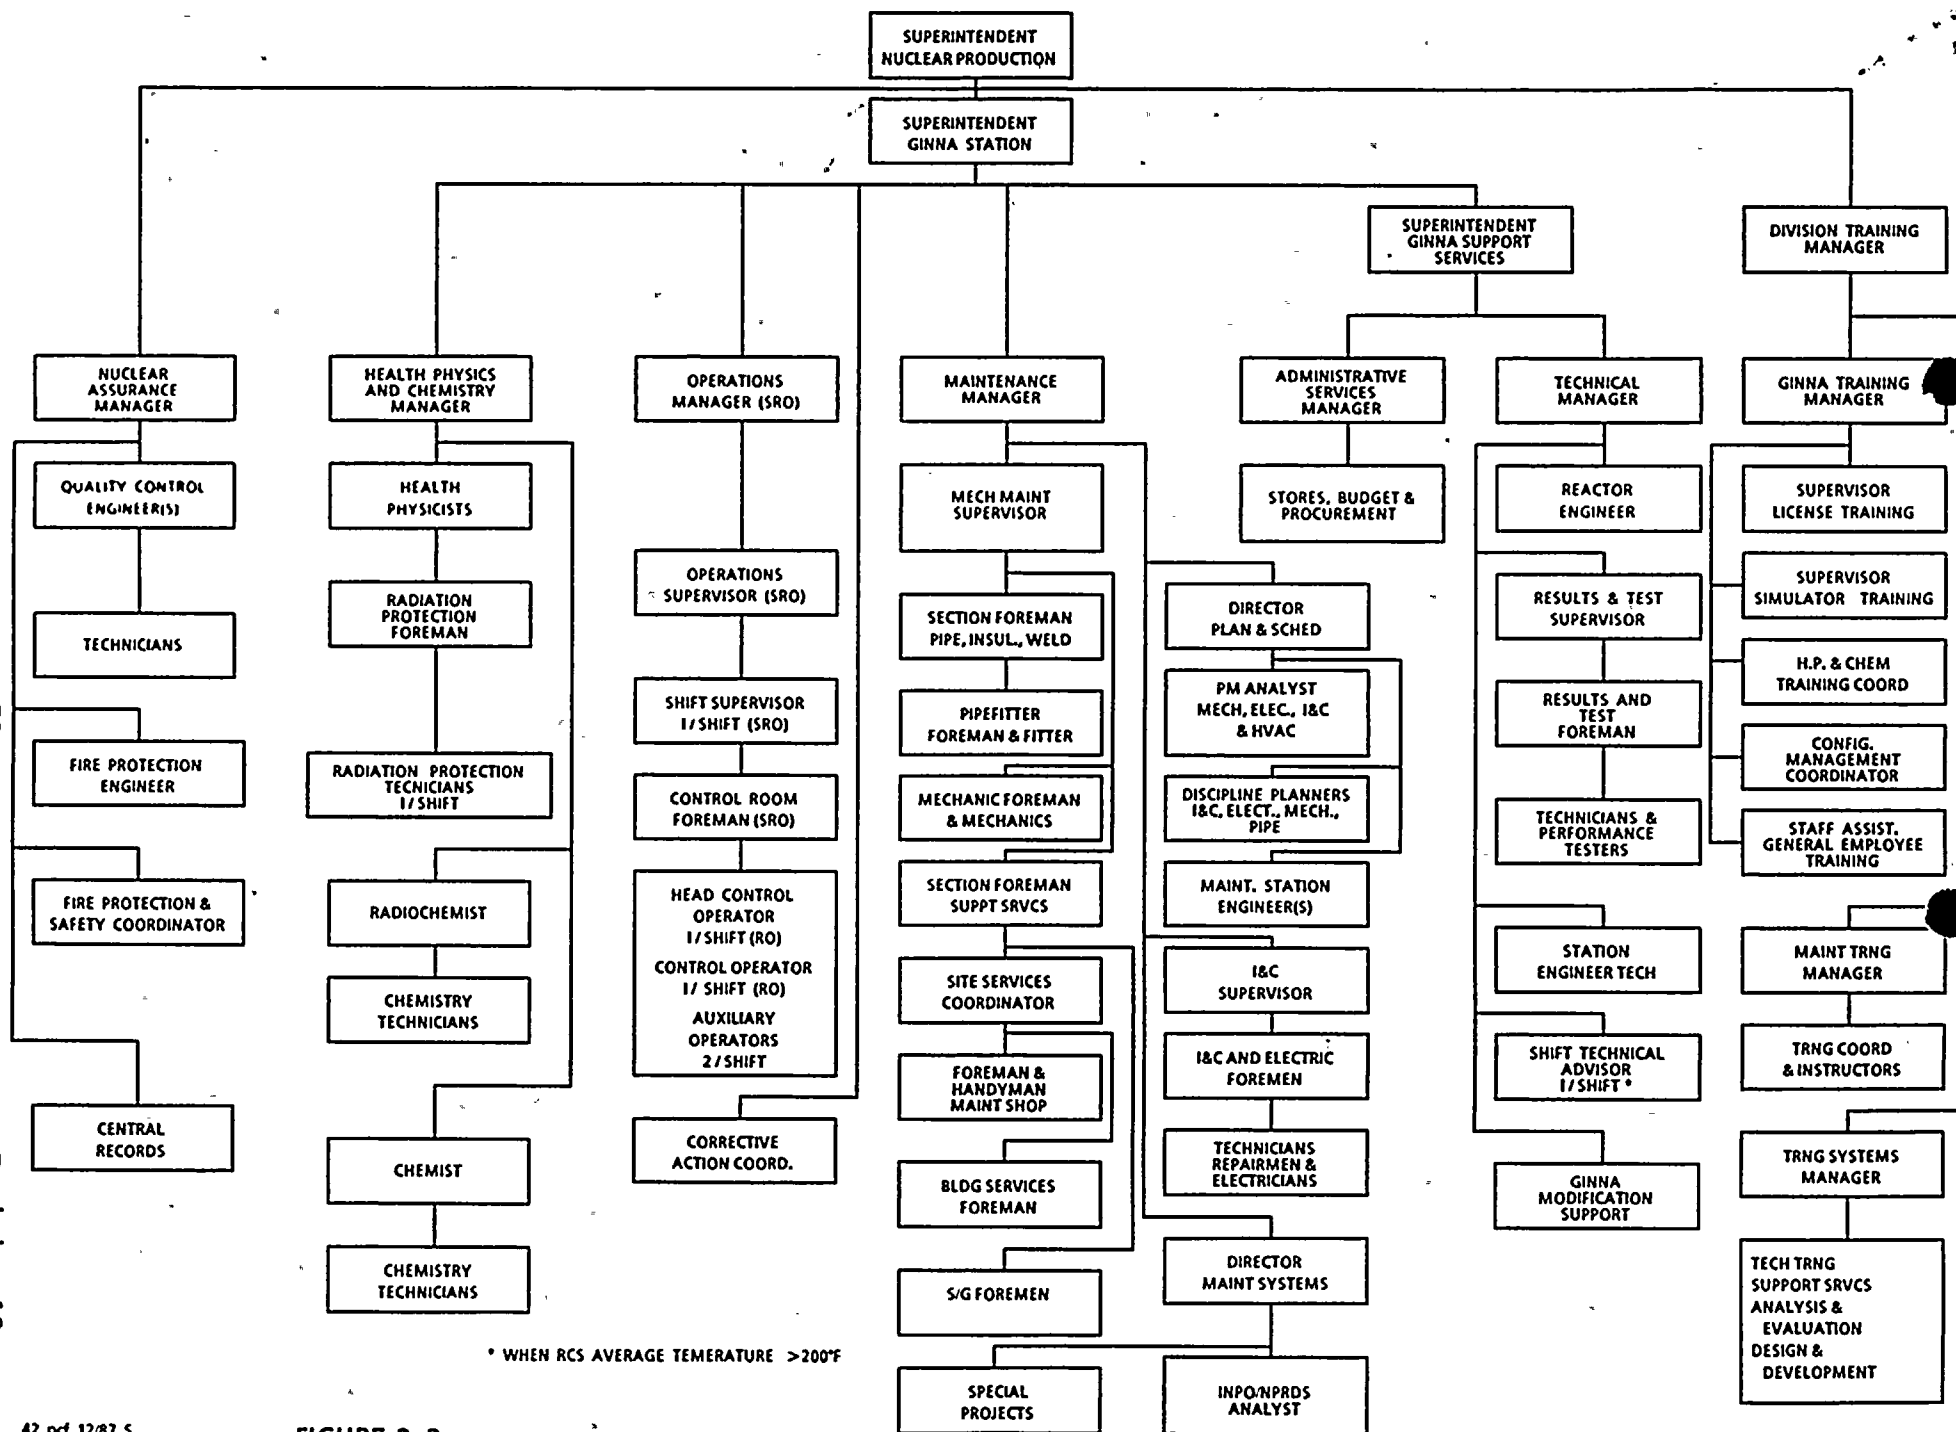 SUPERINTENDENT
NUCLEAR PRODUCTION
SUPERINTENDENT
GINNA STATION
SUPERINTENDENT
GINNA SUPPORT
SERVICES
DIVISION TRAINING
MANAGER
NUCLEAR
ASSURANCE
MANAGER
HEALTH PHYSICS
AND CHEMISTRY
MANAGER
OPERATIONS
MANAGER (SRO)
MAINTENANCE
MANAGER
ADMINISTRATIVE
SERVICES
MANAGER
TECHNICAL
MANAGER
GINNA TRAINING
MANAGER
QUALITY CONTROL
ENGINEER(S)
TECHNICIANS
FIRE PROTECTION
ENGINEER
FIRE PROTECTION &
SAFETY COORDINATOR
CENTRAL
RECORDS
HEALTH
PHYSICISTS
RADIATION
PROTECTION
FOREMAN
RADIATION PROTECTION
TECNICIANS
1/SHIFT
RADIOCHEMIST
CHEMISTRY
TECHNICIANS
CHEMIST
CHEMISTRY
TECHNICIANS
OPERATIONS
SUPERVISOR (SRO)
SHIFT SUPERVISOR
1/SHIFT (SRO)
CONTROL ROOM
FOREMAN (SRO)
HEAD CONTROL
OPERATOR
1/SHIFT (RO)
CONTROL OPERATOR
1/ SHIFT (RO)
AUXILIARY
OPERATORS
2/SHIFT
CORRECTIVE
ACTION COORD.
MECH MAINT
SUPERVISOR
SECTION FOREMAN
PIPE, INSUL., WELD
PIPEFITTER
FOREMAN & FITTER
MECHANIC FOREMAN
& MECHANICS
SECTION FOREMAN
SUPPT SRVCS
SITE SERVICES
COORDINATOR
FOREMAN &
HANDYMAN
MAINT SHOP
BLDG SERVICES
FOREMAN
S/G FOREMEN
DIRECTOR
PLAN & SCHED
PM ANALYST
MECH, ELEC., I&C
& HVAC
DISCIPLINE PLANNERS
I&C, ELECT., MECH.,
PIPE
MAINT. STATION
ENGINEER(S)
I&C
SUPERVISOR
I&C AND ELECTRIC
FOREMEN
TECHNICIANS
REPAIRMEN &
ELECTRICIANS
DIRECTOR
MAINT SYSTEMS
SPECIAL
PROJECTS
INPO/NPRDS
ANALYST
STORES, BUDGET &
PROCUREMENT
REACTOR
ENGINEER
RESULTS & TEST
SUPERVISOR
RESULTS AND
TEST
FOREMAN
TECHNICIANS &
PERFORMANCE
TESTERS
STATION
ENGINEER TECH
SHIFT TECHNICAL
ADVISOR
1/SHIFT *
GINNA
MODIFICATION
SUPPORT
SUPERVISOR
LICENSE TRAINING
SUPERVISOR
SIMULATOR TRAINING
H.P. & CHEM
TRAINING COORD
CONFIG.
MANAGEMENT
COORDINATOR
STAFF ASSIST.
GENERAL EMPLOYEE
TRAINING
MAINT TRNG
MANAGER
TRNG COORD
& INSTRUCTORS
TRNG SYSTEMS
MANAGER
TECH TRNG
SUPPORT SRVCS
ANALYSIS &
EVALUATION
DESIGN &
DEVELOPMENT
* WHEN RCS AVERAGE TEMERATURE >200°F